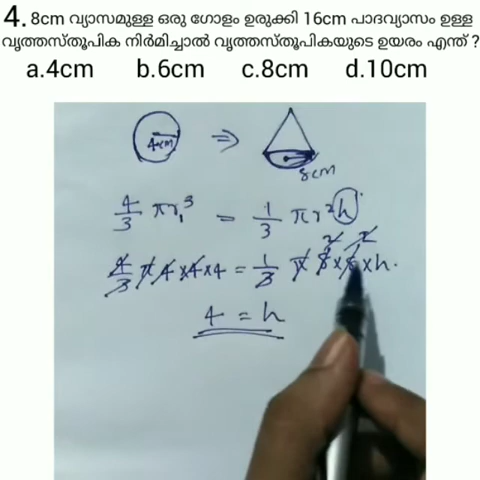 4. 8cm വ്യാസമുള്ള ഒരു ഗോളം ഉരുക്കി 16cm പാദവ്യാസം ഉള്ള
വൃത്തസ്തൂപിക നിർമിച്ചാൽ വൃത്തസ്തൂപികയുടെ ഉയരം എന്ത് ?
a.4cm b.6cm c.8cm d.10cm
4cm ⇒ 8cm
4/3 πr₁³ = 1/3 πr²h
4/3 π 4×4×4 = 1/3 π 8×8×h.
4 = h